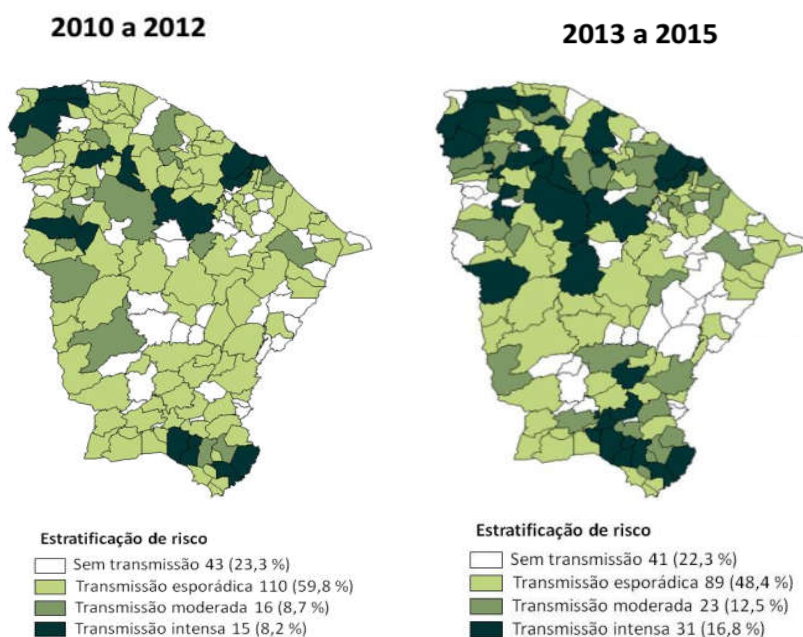 2010 a 2012
2013 a 2015
Estratificação de risco
Sem transmissão 43 (23,3 %)
Transmissão esporádica 110 (59,8 %)
Transmissão moderada 16 (8,7 %)
Transmissão intensa 15 (8,2 %)
Estratificação de risco
Sem transmissão 41 (22,3 %)
Transmissão esporádica 89 (48,4 %)
Transmissão moderada 23 (12,5 %)
Transmissão intensa 31 (16,8 %)